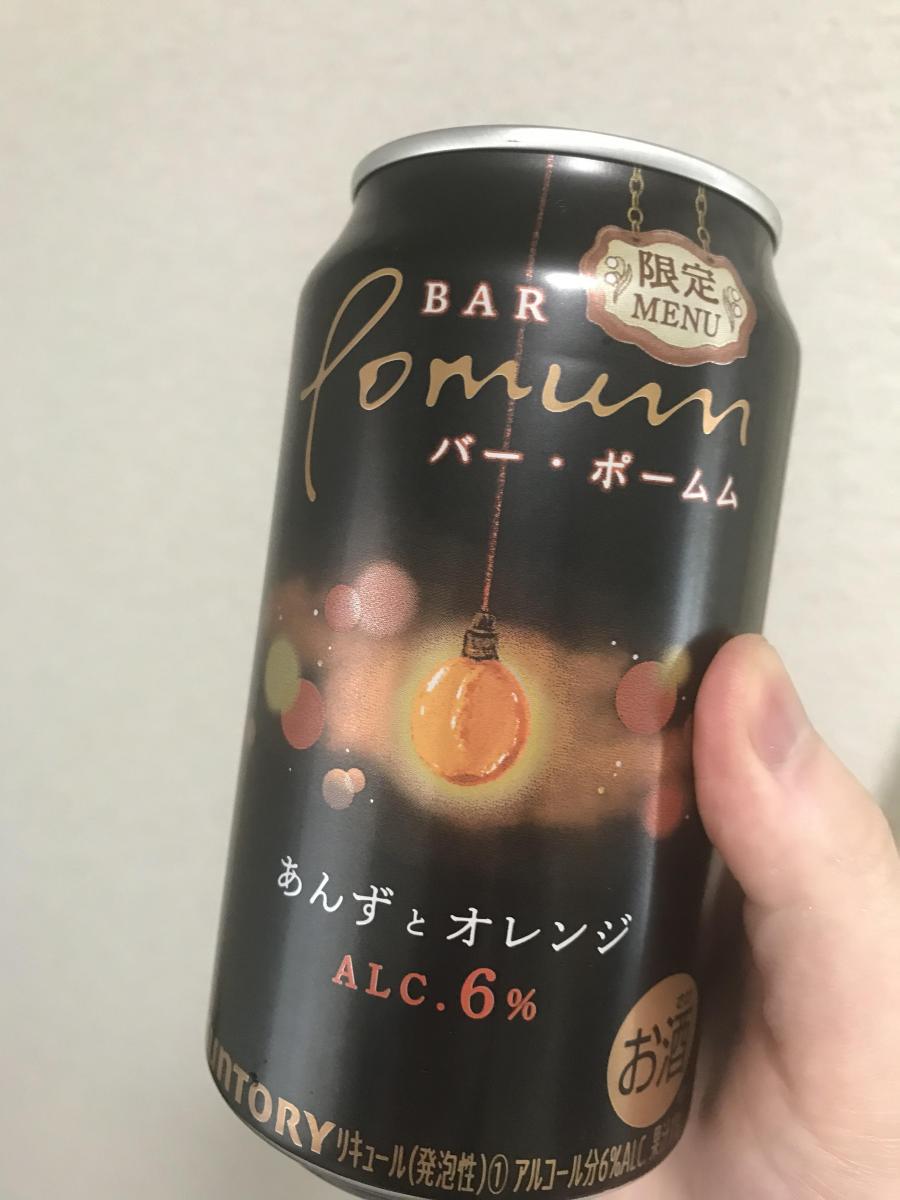 限定
MENU
BAR
Pomum
バー・ポームム
あんずとオレンジ
ALC.6%
お酒
UNTORY
リキュール(発泡性)① アルコール分6%ALC. 果汁